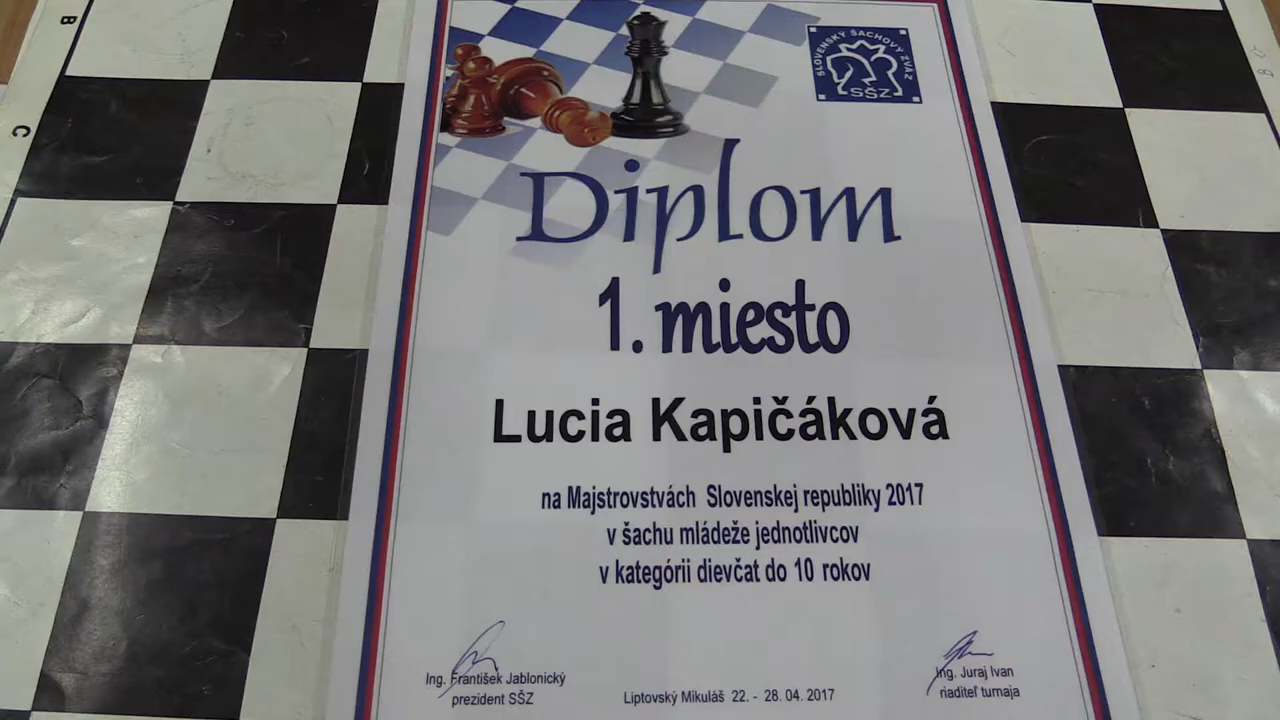 B
C
SLOVENSKÝ ŠACHOVÝ ZVÄZ
SŠZ
Diplom
1. miesto
Lucia Kapičáková
na Majstrovstvách Slovenskej republiky 2017
v šachu mládeže jednotlivcov
v kategórii dievčat do 10 rokov
Ing. František Jablonický
prezident SŠZ
Liptovský Mikuláš 22. - 28. 04. 2017
Ing. Juraj Ivan
riaditeľ turnaja